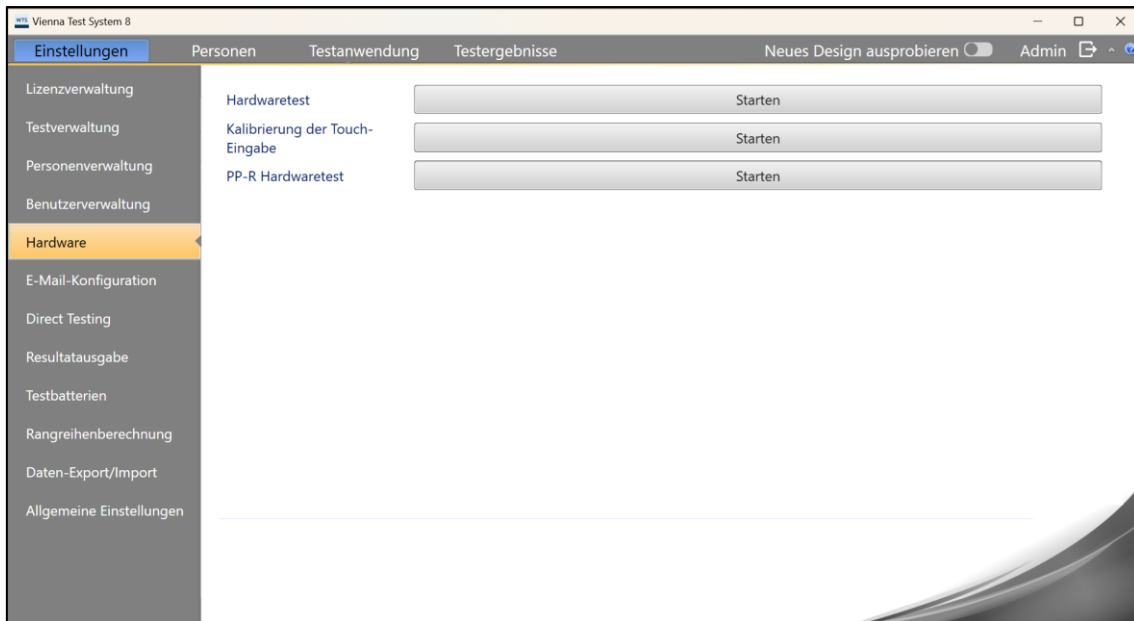 WTS Vienna Test System 8
Einstellungen Personen Testanwendung Testergebnisse Neues Design ausprobieren Admin
Lizenzverwaltung
Testverwaltung
Personenverwaltung
Benutzerverwaltung
Hardware
E-Mail-Konfiguration
Direct Testing
Resultatausgabe
Testbatterien
Rangreihenberechnung
Daten-Export/Import
Allgemeine Einstellungen
Hardwaretest Starten
Kalibrierung der Touch-
Eingabe Starten
PP-R Hardwaretest Starten